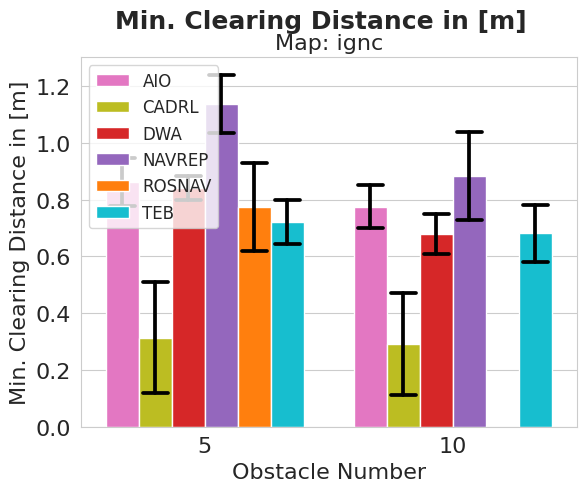 Min. Clearing Distance in [m]
Map: ignc
Min. Clearing Distance in [m]
1.2
1.0
0.8
0.6
0.4
0.2
0.0
AIO
CADRL
DWA
NAVREP
ROSNAV
TEB
5
10
Obstacle Number